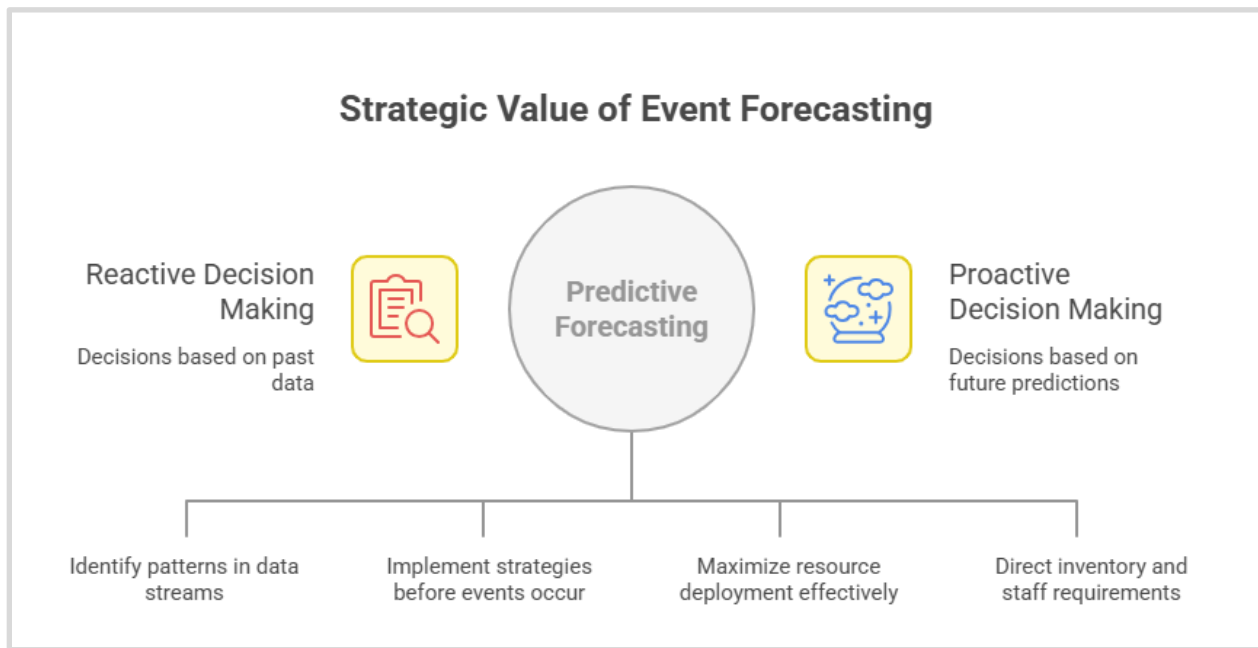 Strategic Value of Event Forecasting
Reactive Decision
Making
Decisions based on past
data
Predictive
Forecasting
Proactive
Decision Making
Decisions based on
future predictions
Identify patterns in data
streams
Implement strategies
before events occur
Maximize resource
deployment effectively
Direct inventory and
staff requirements